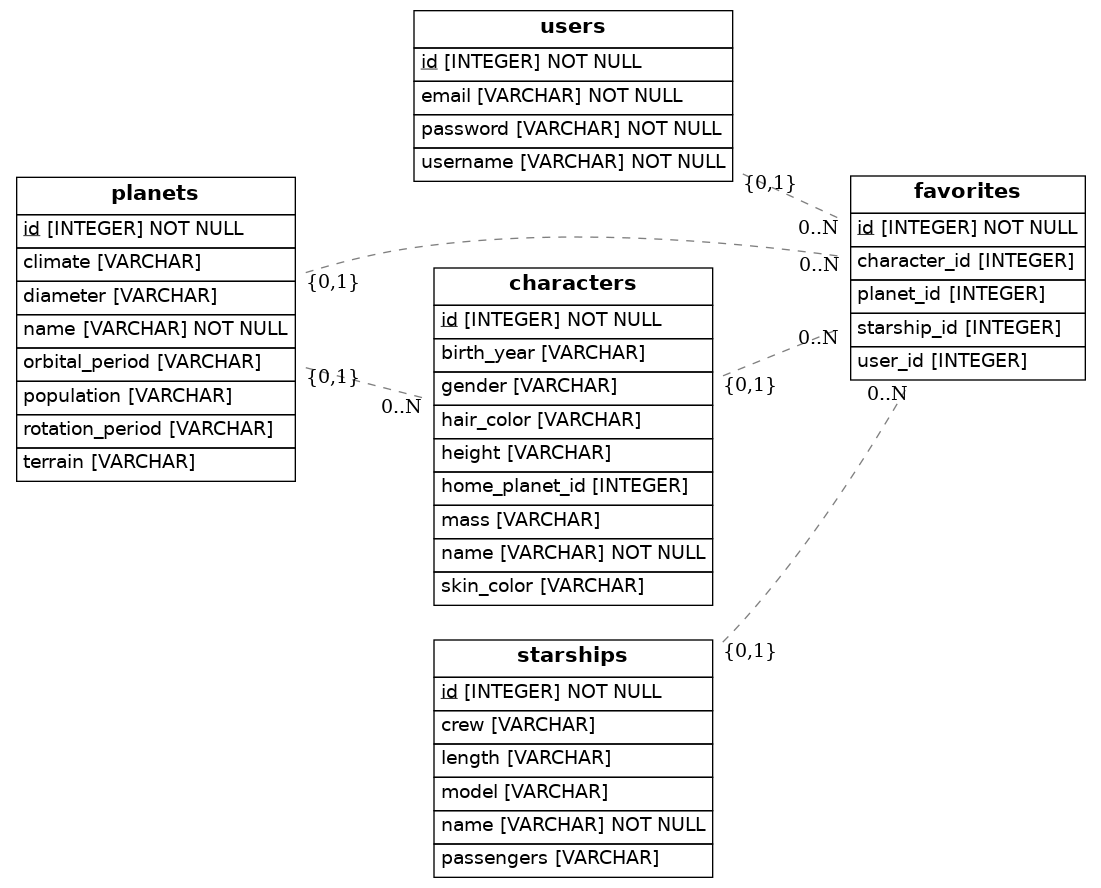 users
id [INTEGER] NOT NULL
email [VARCHAR] NOT NULL
password [VARCHAR] NOT NULL
username [VARCHAR] NOT NULL
{0,1}
0..N
planets
id [INTEGER] NOT NULL
climate [VARCHAR]
diameter [VARCHAR]
name [VARCHAR] NOT NULL
orbital_period [VARCHAR]
population [VARCHAR]
rotation_period [VARCHAR]
terrain [VARCHAR]
{0,1}
0..N
{0,1}
0..N
favorites
id [INTEGER] NOT NULL
character_id [INTEGER]
planet_id [INTEGER]
starship_id [INTEGER]
user_id [INTEGER]
characters
id [INTEGER] NOT NULL
birth_year [VARCHAR]
gender [VARCHAR]
hair_color [VARCHAR]
height [VARCHAR]
home_planet_id [INTEGER]
mass [VARCHAR]
name [VARCHAR] NOT NULL
skin_color [VARCHAR]
0..N
{0,1}
0..N
{0,1}
starships
id [INTEGER] NOT NULL
crew [VARCHAR]
length [VARCHAR]
model [VARCHAR]
name [VARCHAR] NOT NULL
passengers [VARCHAR]